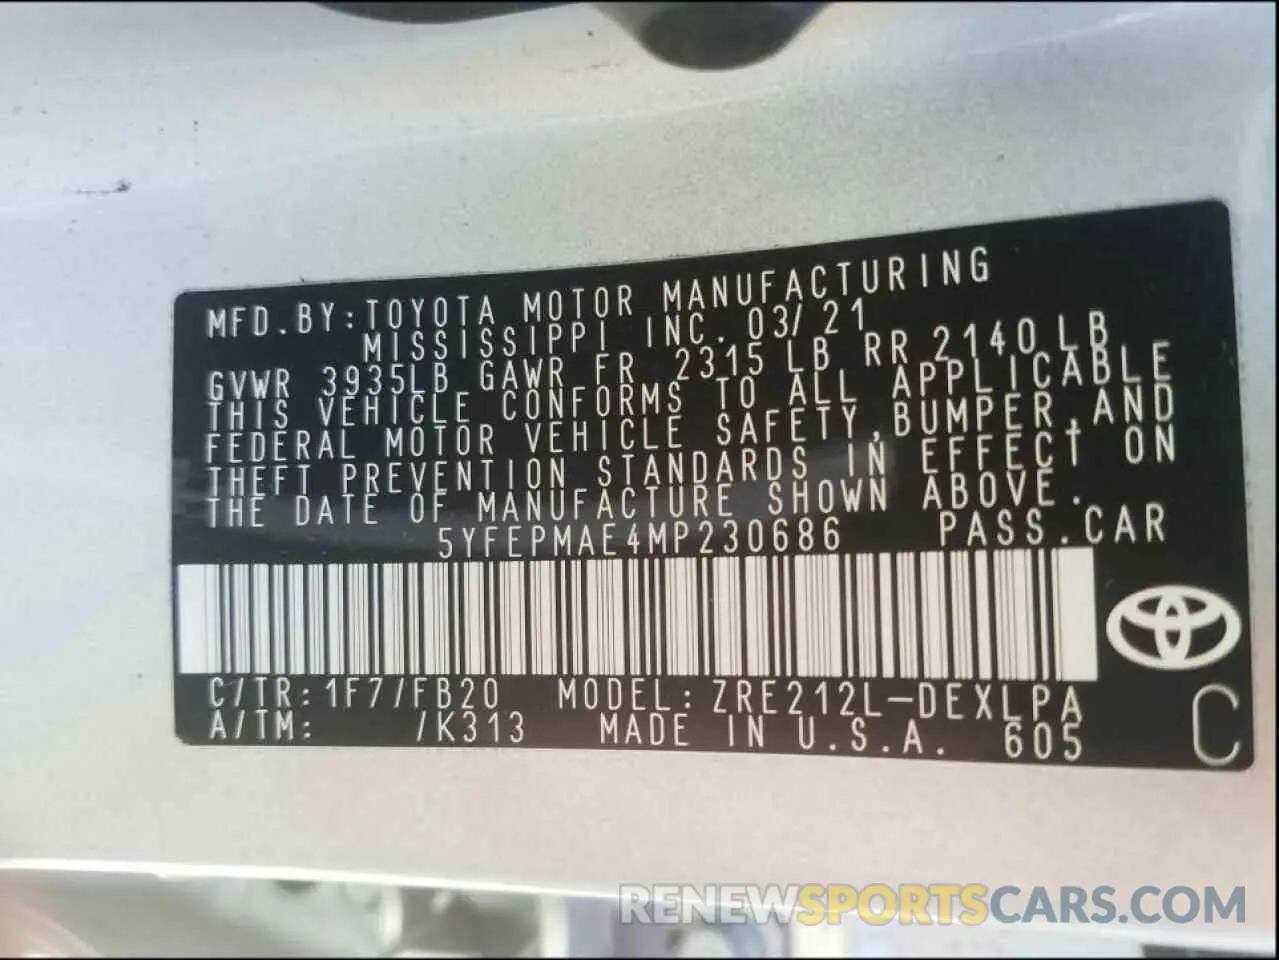 MFD.BY:TOYOTA MOTOR MANUFACTURING
MISSISSIPPI INC. 03/21
GVWR 3935LB GAWR FR 2315 LB RR 2140 LB
THIS VEHICLE CONFORMS TO ALL APPLICABLE
FEDERAL MOTOR VEHICLE SAFETY,BUMPER,AND
THEFT PREVENTION STANDARDS IN EFFECT ON
THE DATE OF MANUFACTURE SHOWN ABOVE.
5YFEPMAE4MP230686 PASS.CAR
C/TR:1F7/FB20 MODEL:ZRE212L-DEXLPA
A/TM: /K313 MADE IN U.S.A. 605
C
RENEWSPORTSCARS.COM